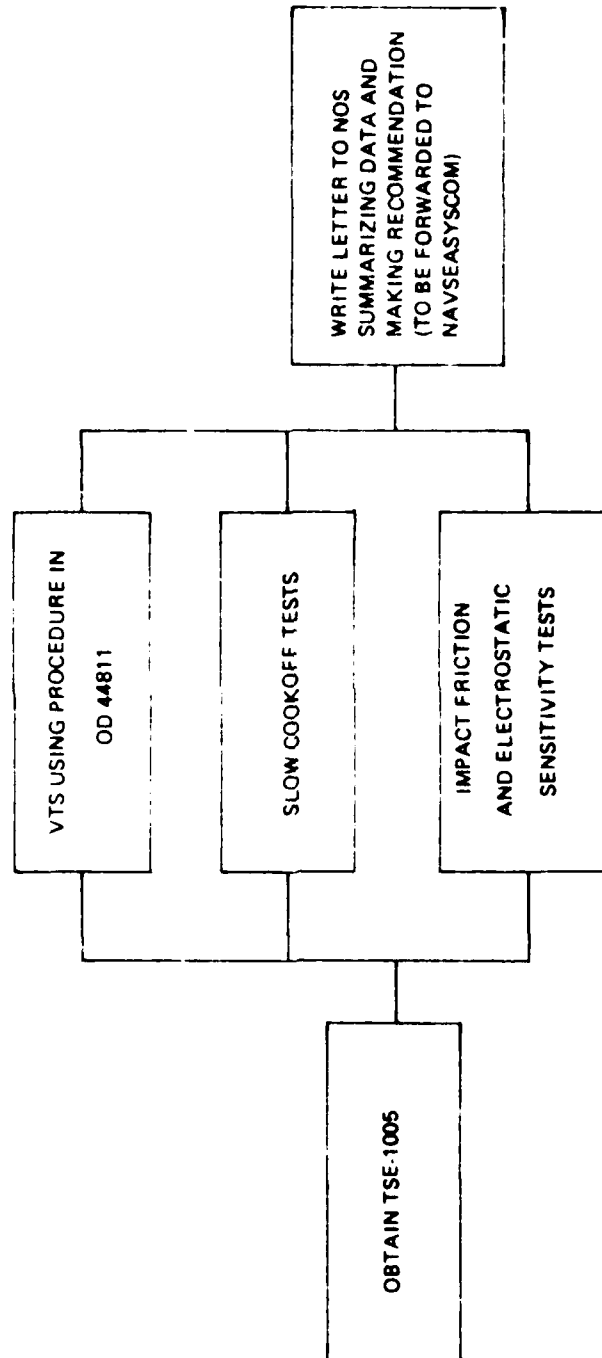 OBTAIN TSE-1005
VTS USING PROCEDURE IN
OD 44811
SLOW COOKOFF TESTS
IMPACT FRICTION
AND ELECTROSTATIC
SENSITIVITY TESTS
WRITE LETTER TO NOS
SUMMARIZING DATA AND
MAKING RECOMMENDATION
(TO BE FORWARDED TO
NAVSEASYSCOM)